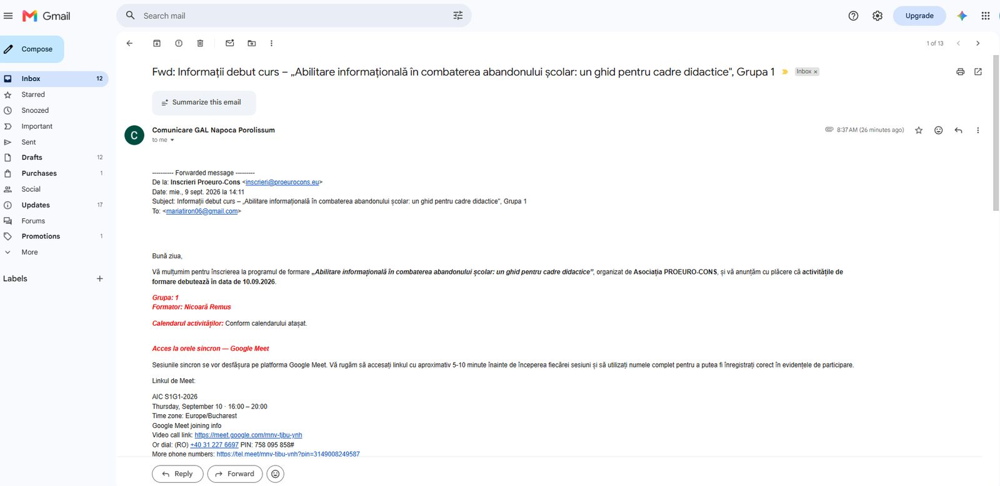 Gmail
Search mail
Upgrade
Compose
1 of 13
Inbox 12
Starred
Snoozed
Important
Sent
Drafts 12
Purchases 1
Social
Updates 17
Forums
Promotions 1
More
Labels
Fwd: Informații debut curs – „Abilitare informațională în combaterea abandonului școlar: un ghid pentru cadre didactice", Grupa 1 Inbox x
Summarize this email
C
Comunicare GAL Napoca Porolissum
8:37 AM (26 minutes ago)
to me
---------- Forwarded message ---------
De la: Inscrieri Proeuro-Cons <inscrieri@proeurocons.eu>
Date: mie., 9 sept. 2026 la 14:11
Subject: Informații debut curs – „Abilitare informațională în combaterea abandonului școlar: un ghid pentru cadre didactice", Grupa 1
To: <mariatiron06@gmail.com>
Bună ziua,
Vă mulțumim pentru înscrierea la programul de formare „Abilitare informațională în combaterea abandonului școlar: un ghid pentru cadre didactice”, organizat de Asociația PROEURO-CONS, și vă anunțăm cu plăcere că activitățile de
formare debutează în data de 10.09.2026.
Grupa: 1
Formator: Nicoară Remus
Calendarul activităților: Conform calendarului atașat.
Acces la orele sincron — Google Meet
Sesiunile sincron se vor desfășura pe platforma Google Meet. Vă rugăm să accesați linkul cu aproximativ 5-10 minute înainte de începerea fiecărei sesiuni și să utilizați numele complet pentru a putea fi înregistrați corect în evidențele de participare.
Linkul de Meet:
AIC S1G1-2026
Thursday, September 10 · 16:00 – 20:00
Time zone: Europe/Bucharest
Google Meet joining info
Video call link: https://meet.google.com/mnv-tjbu-ynh
Or dial: (RO) +40 31 227 6697 PIN: 758 095 858#
More phone numbers: https://tel.meet/mnv-tjbu-ynh?pin=3149008249587
Reply
Forward